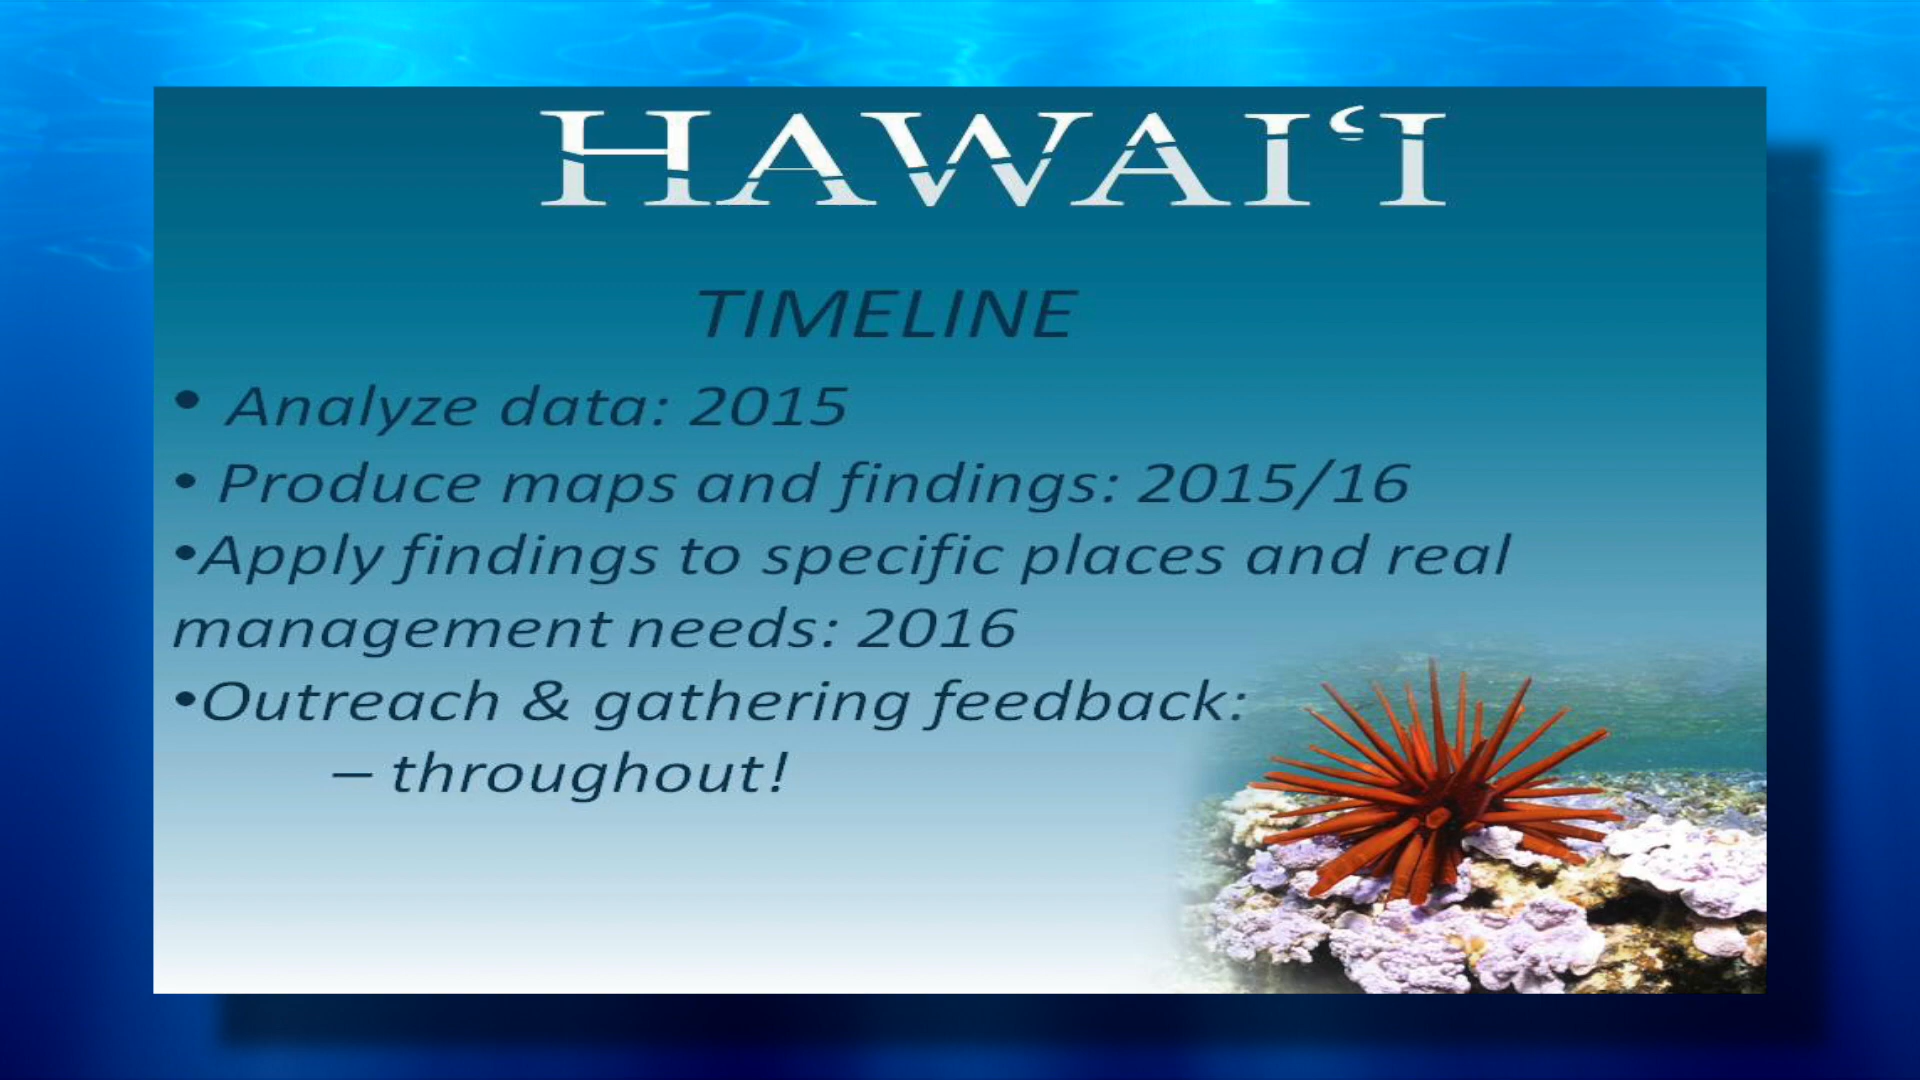 HAWAIʻI
TIMELINE
• Analyze data: 2015
• Produce maps and findings: 2015/16
•Apply findings to specific places and real
management needs: 2016
•Outreach & gathering feedback:
– throughout!